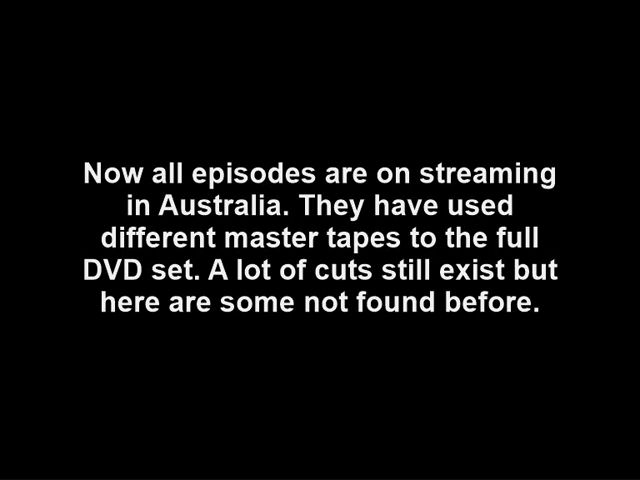 Now all episodes are on streaming
in Australia. They have used
different master tapes to the full
DVD set. A lot of cuts still exist but
here are some not found before.